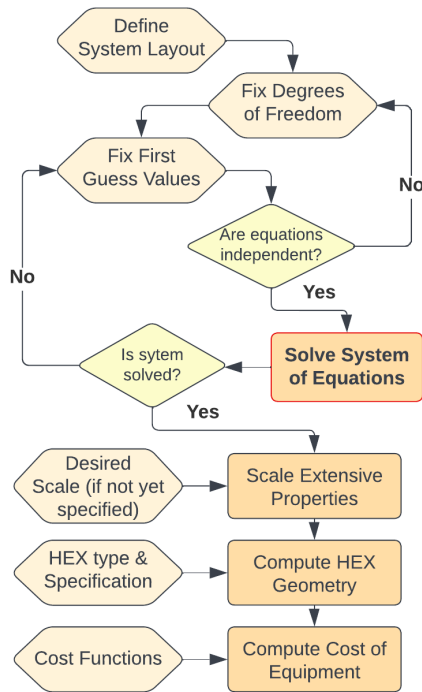 Define
System Layout
Fix Degrees
of Freedom
Fix First
Guess Values
No
Are equations
independent?
No
Yes
Is sytem
solved?
Solve System
of Equations
Yes
Desired
Scale (if not yet
specified)
Scale Extensive
Properties
HEX type &
Specification
Compute HEX
Geometry
Cost Functions
Compute Cost of
Equipment